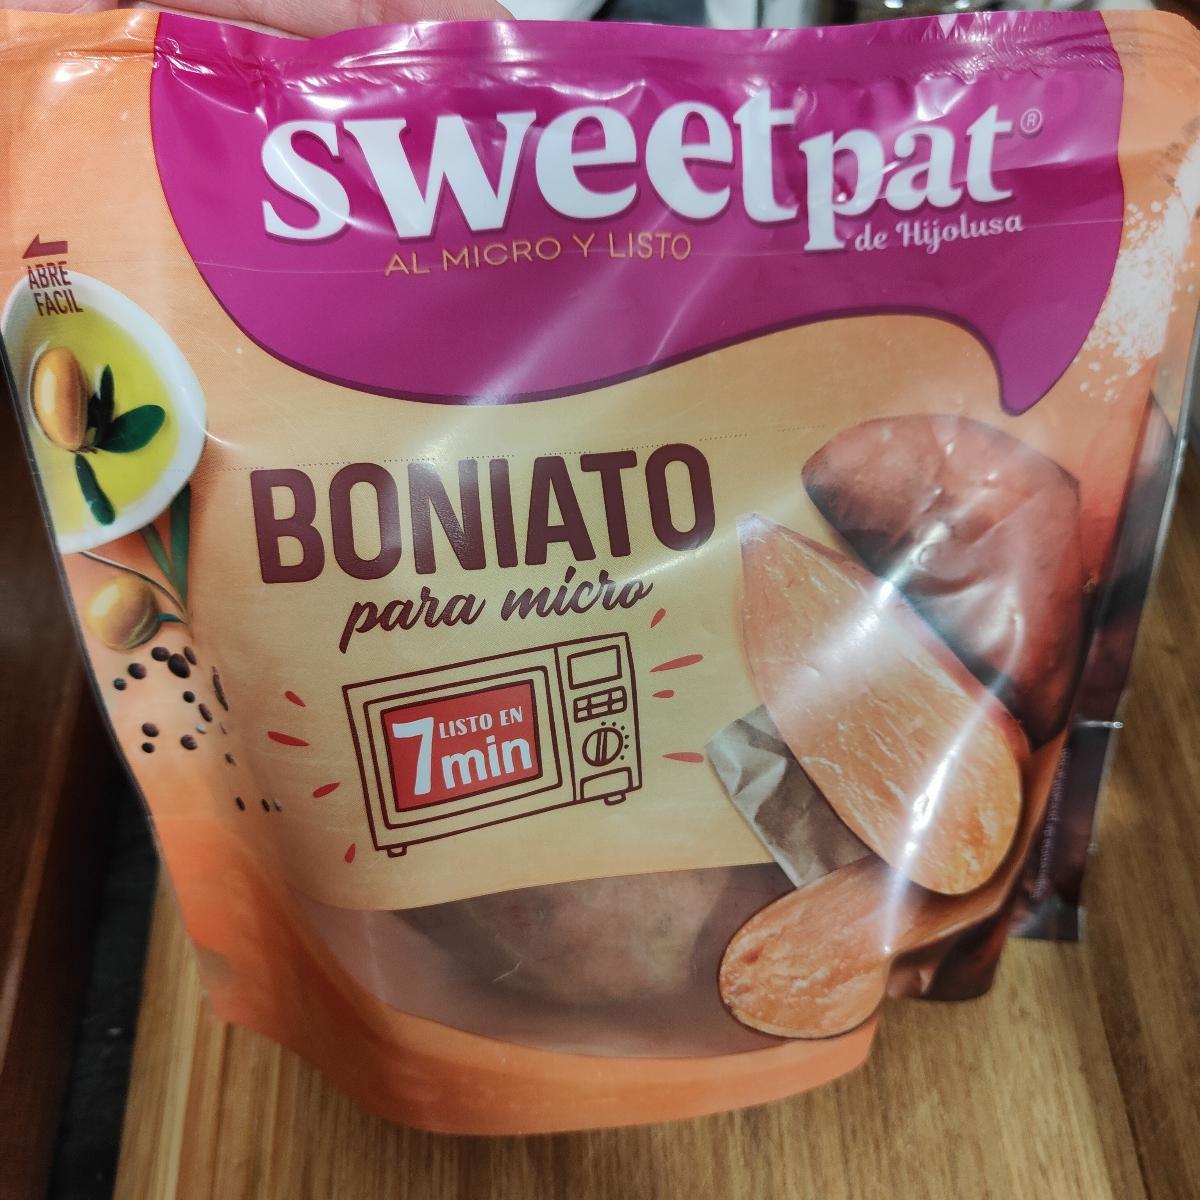 sweetpat®
de Hijolusa
AL MICRO Y LISTO
ABRE
FACIL
BONIATO
para micro
LISTO EN
7 min